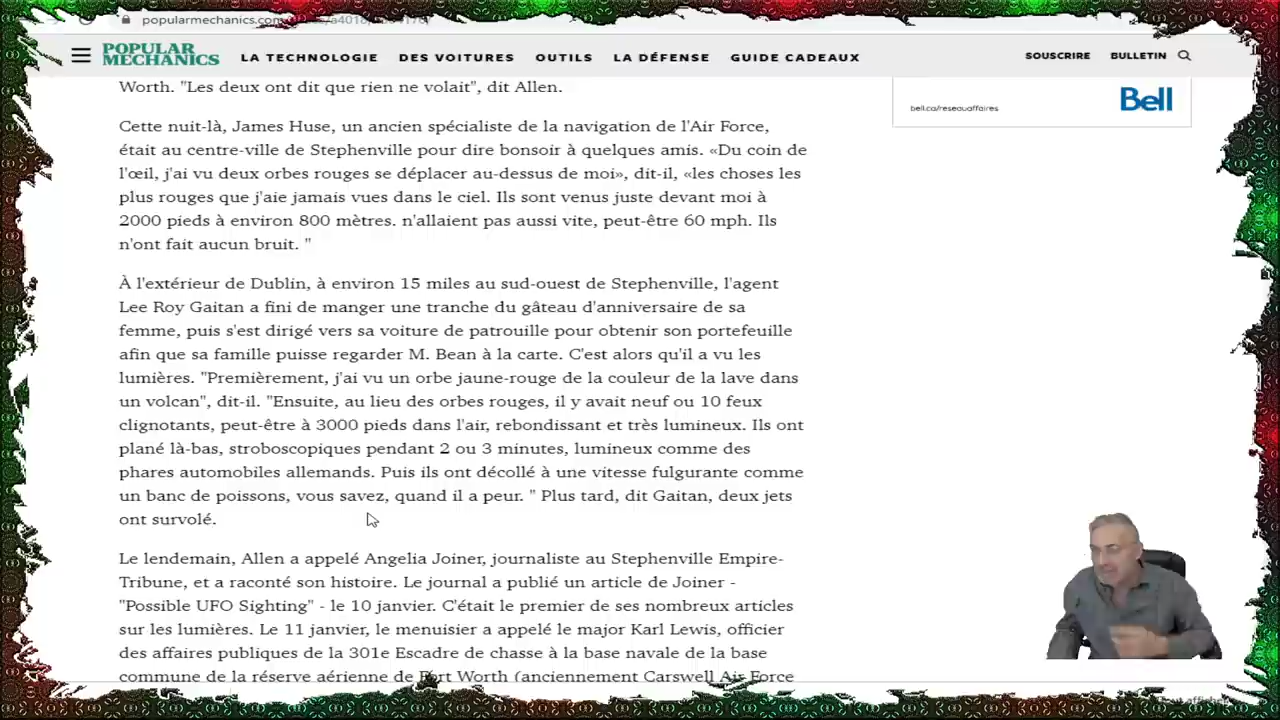 popularmechanics.com
POPULAR MECHANICS
LA TECHNOLOGIE DES VOITURES OUTILS LA DÉFENSE GUIDE CADEAUX
SOUSCRIRE BULLETIN
Worth. "Les deux ont dit que rien ne volait", dit Allen.
bell.ca/reseauaffaires
Bell
Cette nuit-là, James Huse, un ancien spécialiste de la navigation de l'Air Force,
était au centre-ville de Stephenville pour dire bonsoir à quelques amis. «Du coin de
l'œil, j'ai vu deux orbes rouges se déplacer au-dessus de moi», dit-il, «les choses les
plus rouges que j'aie jamais vues dans le ciel. Ils sont venus juste devant moi à
2000 pieds à environ 800 mètres. n'allaient pas aussi vite, peut-être 60 mph. Ils
n'ont fait aucun bruit. "
À l'extérieur de Dublin, à environ 15 miles au sud-ouest de Stephenville, l'agent
Lee Roy Gaitan a fini de manger une tranche du gâteau d'anniversaire de sa
femme, puis s'est dirigé vers sa voiture de patrouille pour obtenir son portefeuille
afin que sa famille puisse regarder M. Bean à la carte. C'est alors qu'il a vu les
lumières. "Premièrement, j'ai vu un orbe jaune-rouge de la couleur de la lave dans
un volcan", dit-il. "Ensuite, au lieu des orbes rouges, il y avait neuf ou 10 feux
clignotants, peut-être à 3000 pieds dans l'air, rebondissant et très lumineux. Ils ont
plané là-bas, stroboscopiques pendant 2 ou 3 minutes, lumineux comme des
phares automobiles allemands. Puis ils ont décollé à une vitesse fulgurante comme
un banc de poissons, vous savez, quand il a peur. " Plus tard, dit Gaitan, deux jets
ont survolé.
Le lendemain, Allen a appelé Angelia Joiner, journaliste au Stephenville Empire-
Tribune, et a raconté son histoire. Le journal a publié un article de Joiner -
"Possible UFO Sighting" - le 10 janvier. C'était le premier de ses nombreux articles
sur les lumières. Le 11 janvier, le menuisier a appelé le major Karl Lewis, officier
des affaires publiques de la 301e Escadre de chasse à la base navale de la base
commune de la réserve aérienne de Fort Worth (anciennement Carswell Air Force